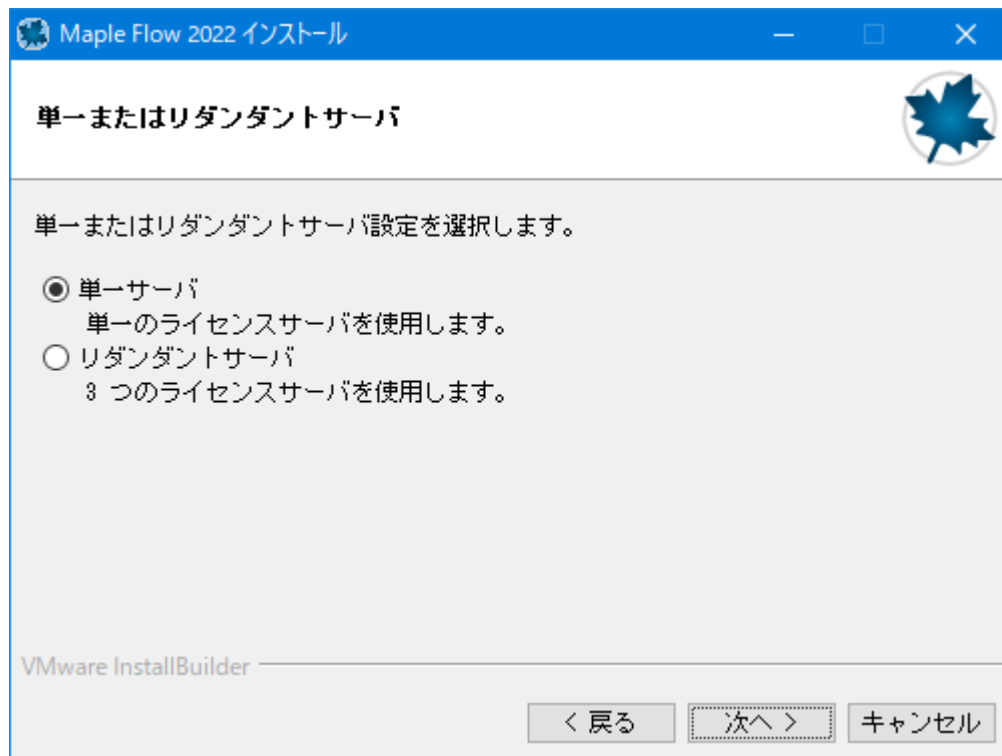 Maple Flow 2022 インストール
単一またはリダンダントサーバ
単一またはリダンダントサーバ設定を選択します。
単一サーバ
単一のライセンスサーバを使用します。
リダンダントサーバ
3 つのライセンスサーバを使用します。
VMware InstallBuilder
< 戻る 次へ > キャンセル